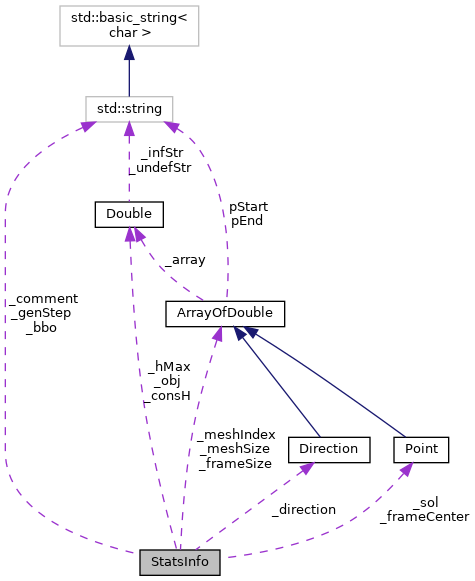 std::basic_string<
char >
std::string
_infStr
_undefStr
Double
pStart
pEnd
_array
ArrayOfDouble
_comment
_genStep
_bbo
_hMax
_obj
_consH
_meshIndex
_meshSize
_frameSize
Direction
Point
_direction
_sol
_frameCenter
StatsInfo